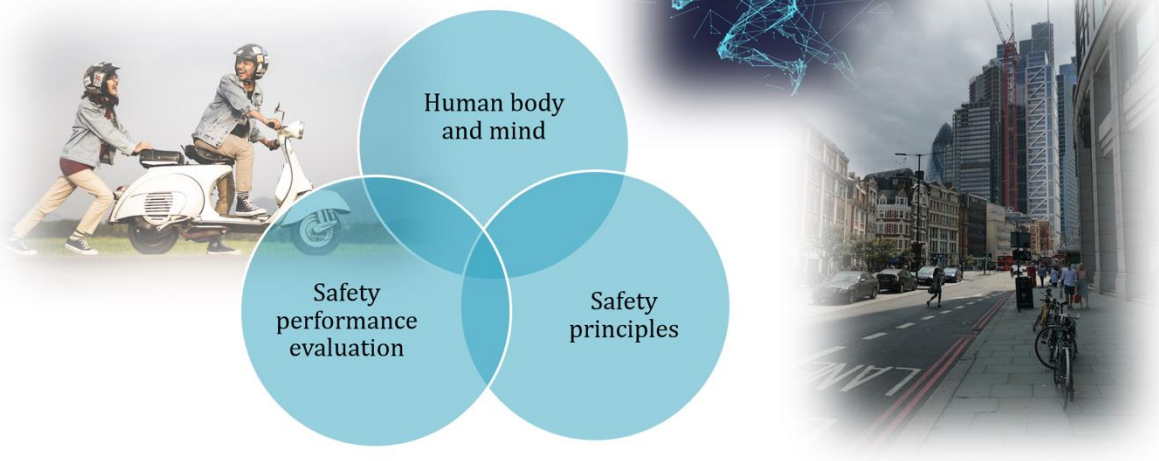 Human body
and mind
Safety
performance
evaluation
Safety
principles